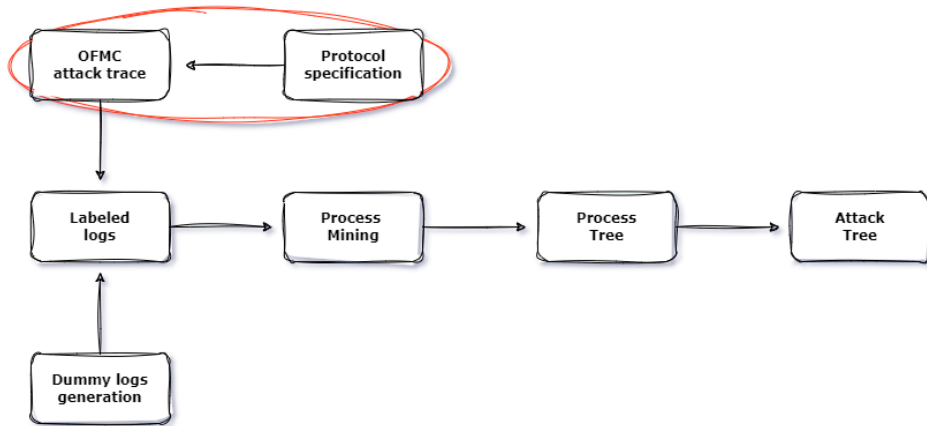 OFMC
attack trace
Protocol
specification
Labeled
logs
Process
Mining
Process
Tree
Attack
Tree
Dummy logs
generation